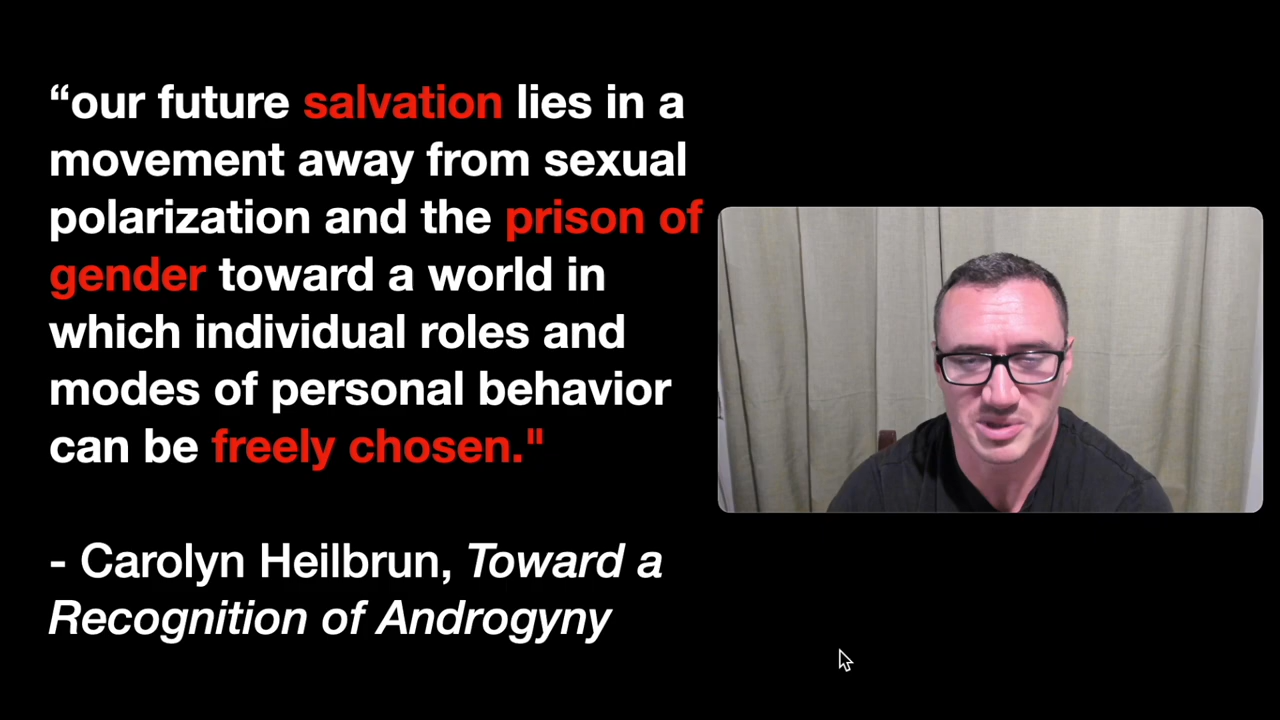 “our future salvation lies in a
movement away from sexual
polarization and the prison of
gender toward a world in
which individual roles and
modes of personal behavior
can be freely chosen."
- Carolyn Heilbrun, Toward a
Recognition of Androgyny